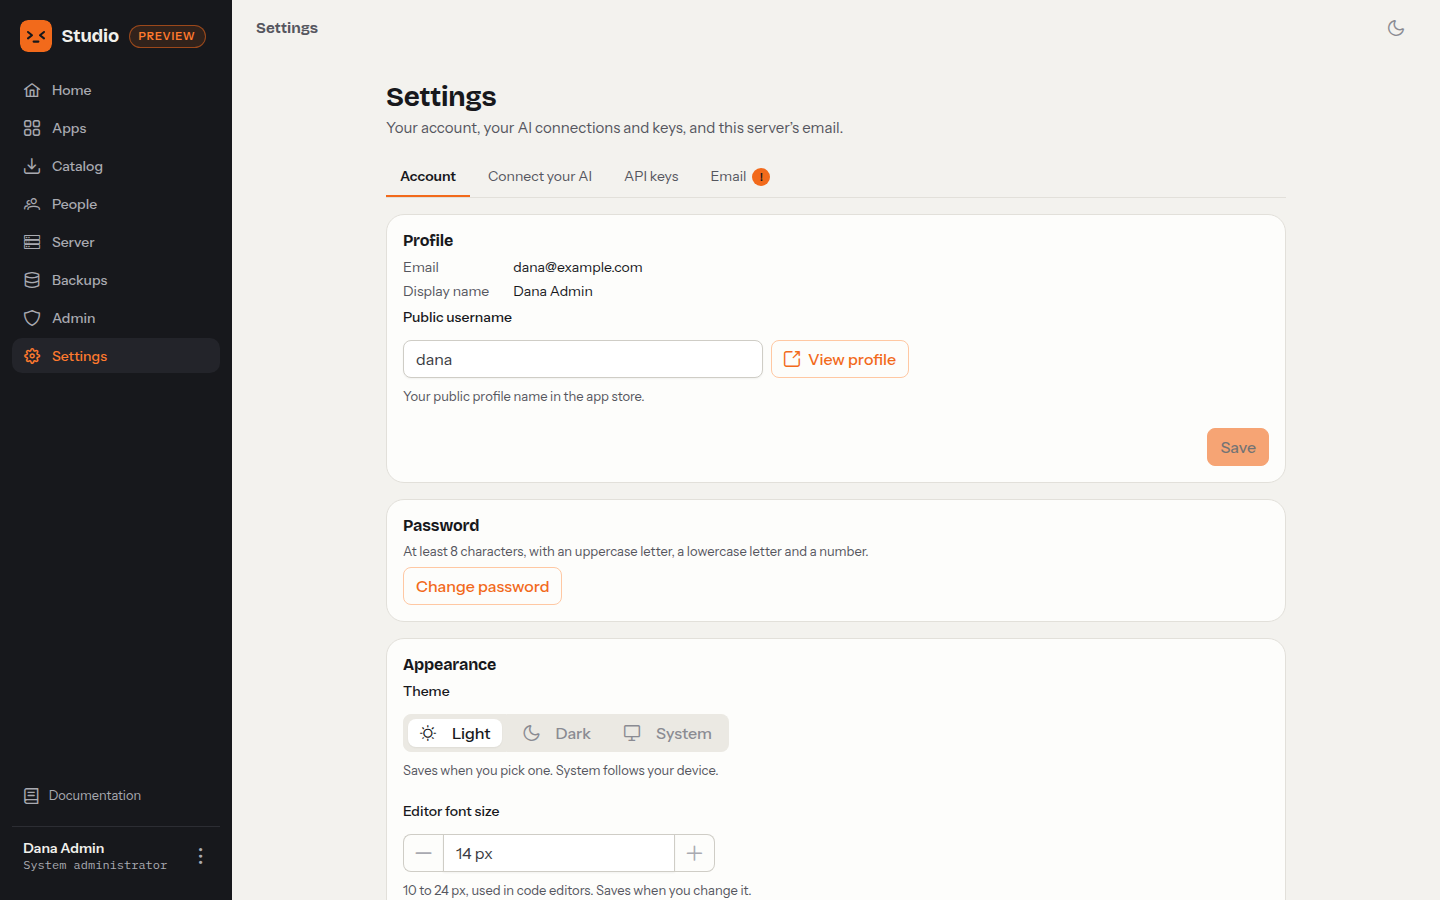 Studio PREVIEW
Home
Apps
Catalog
People
Server
Backups
Admin
Settings
Documentation
Dana Admin
System administrator
Settings
Settings
Your account, your AI connections and keys, and this server's email.
Account Connect your AI API keys Email !
Profile
Email dana@example.com
Display name Dana Admin
Public username
dana View profile
Your public profile name in the app store.
Save
Password
At least 8 characters, with an uppercase letter, a lowercase letter and a number.
Change password
Appearance
Theme
Light Dark System
Saves when you pick one. System follows your device.
Editor font size
14 px
10 to 24 px, used in code editors. Saves when you change it.